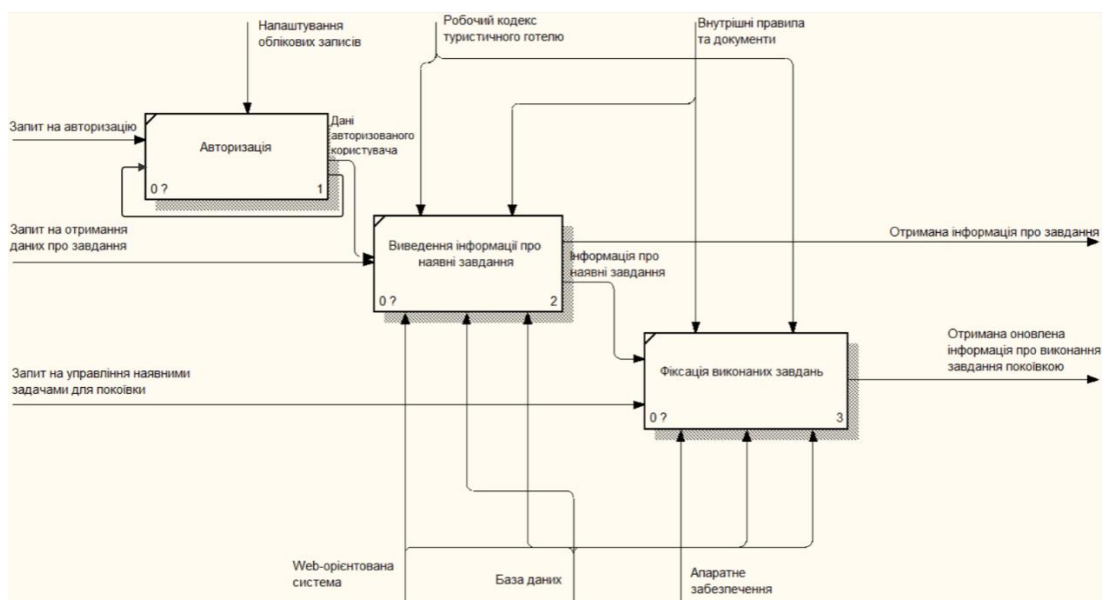 Налаштування
облікових записів
Робочий кодекс
туристичного готелю
Внутрішні правила
та документи
Запит на авторизацію
Авторизація
0 ?
1
Дані
авторизованого
користувача
Запит на отримання
даних про завдання
Виведення інформації про
наявні завдання
0 ?
2
Отримана інформація про завдання
Інформація про
наявні завдання
Запит на управління наявними
задачами для покоївки
Фіксація виконаних завдань
0 ?
3
Отримана оновлена
інформація про виконання
завдання покоївкою
Web-орієнтована
система
База даних
Апаратне
забезпечення